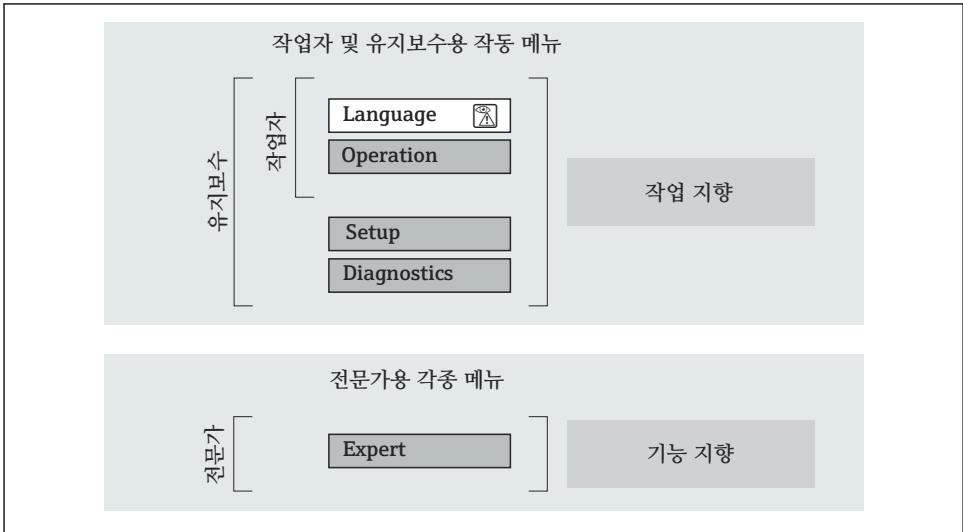 작업자 및 유지보수용 작동 메뉴
유지보수
작업자
Language
Operation
Setup
Diagnostics
작업 지향
전문가용 각종 메뉴
전문가
Expert
기능 지향